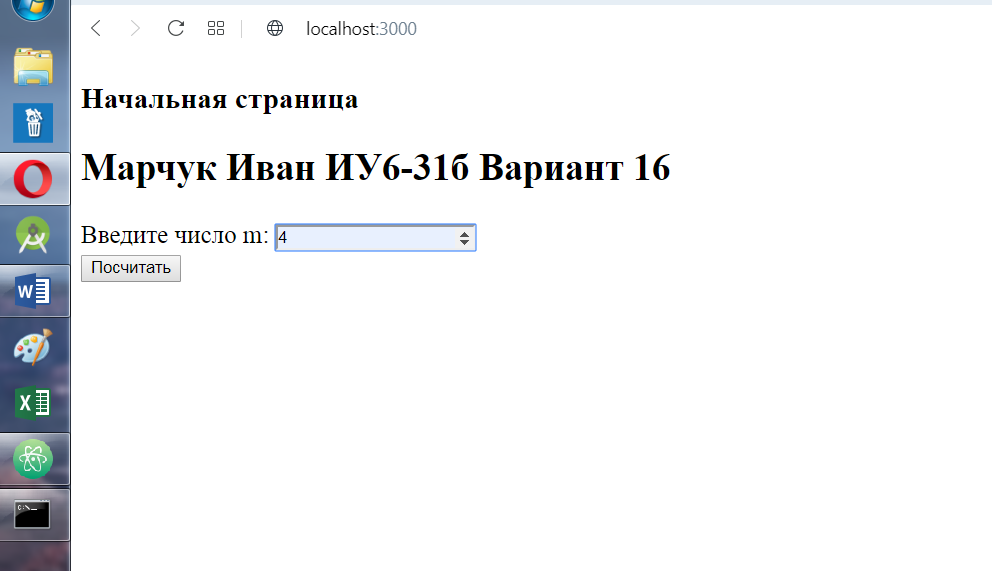 localhost:3000
Начальная страница
Марчук Иван ИУ6-31б Вариант 16
Введите число m: 4
Посчитать